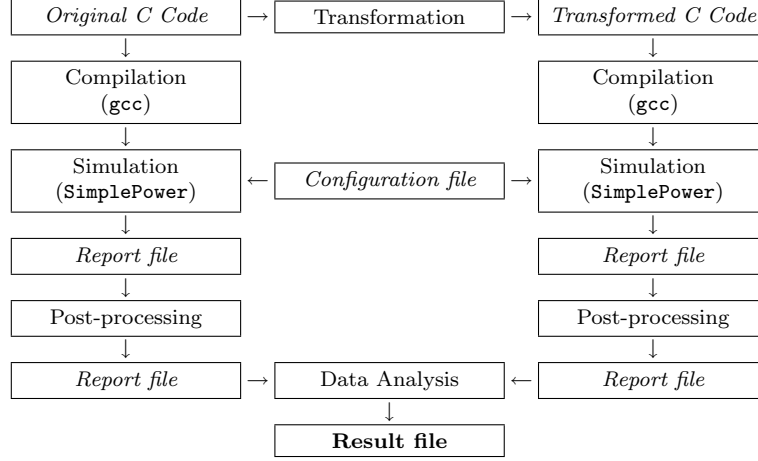 Original C Code → Transformation → Transformed C Code
↓ ↓
Compilation Compilation
(gcc) (gcc)
↓ ↓
Simulation Simulation
(SimplePower) ← Configuration file → (SimplePower)
↓ ↓
Report file Report file
↓ ↓
Post-processing Post-processing
↓ ↓
Report file → Data Analysis ← Report file
↓
Result file